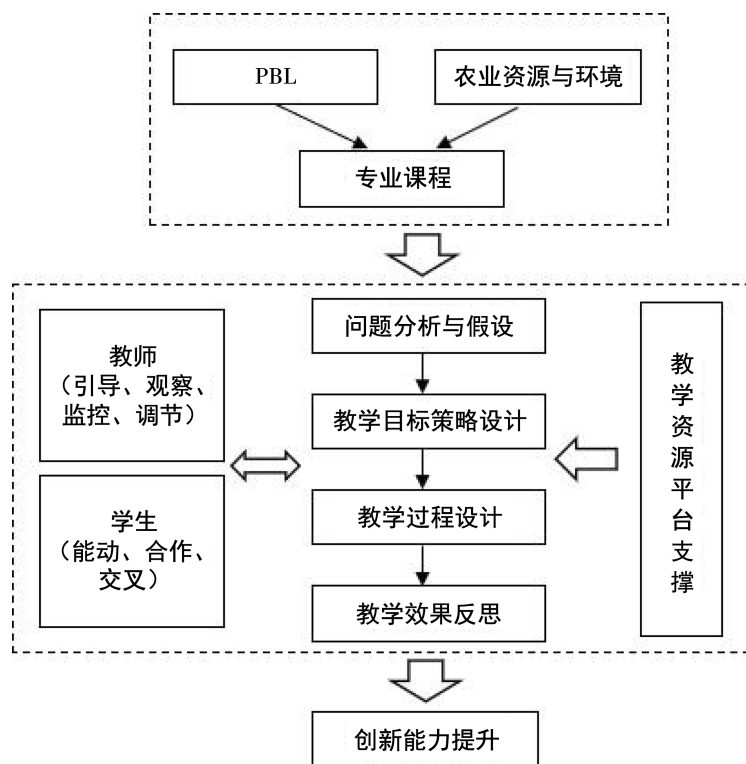 PBL
农业资源与环境
专业课程
教师
（引导、观察、
监控、调节）
学生
（能动、合作、
交叉）
问题分析与假设
教学目标策略设计
教学过程设计
教学效果反思
教
学
资
源
平
台
支
撑
创新能力提升